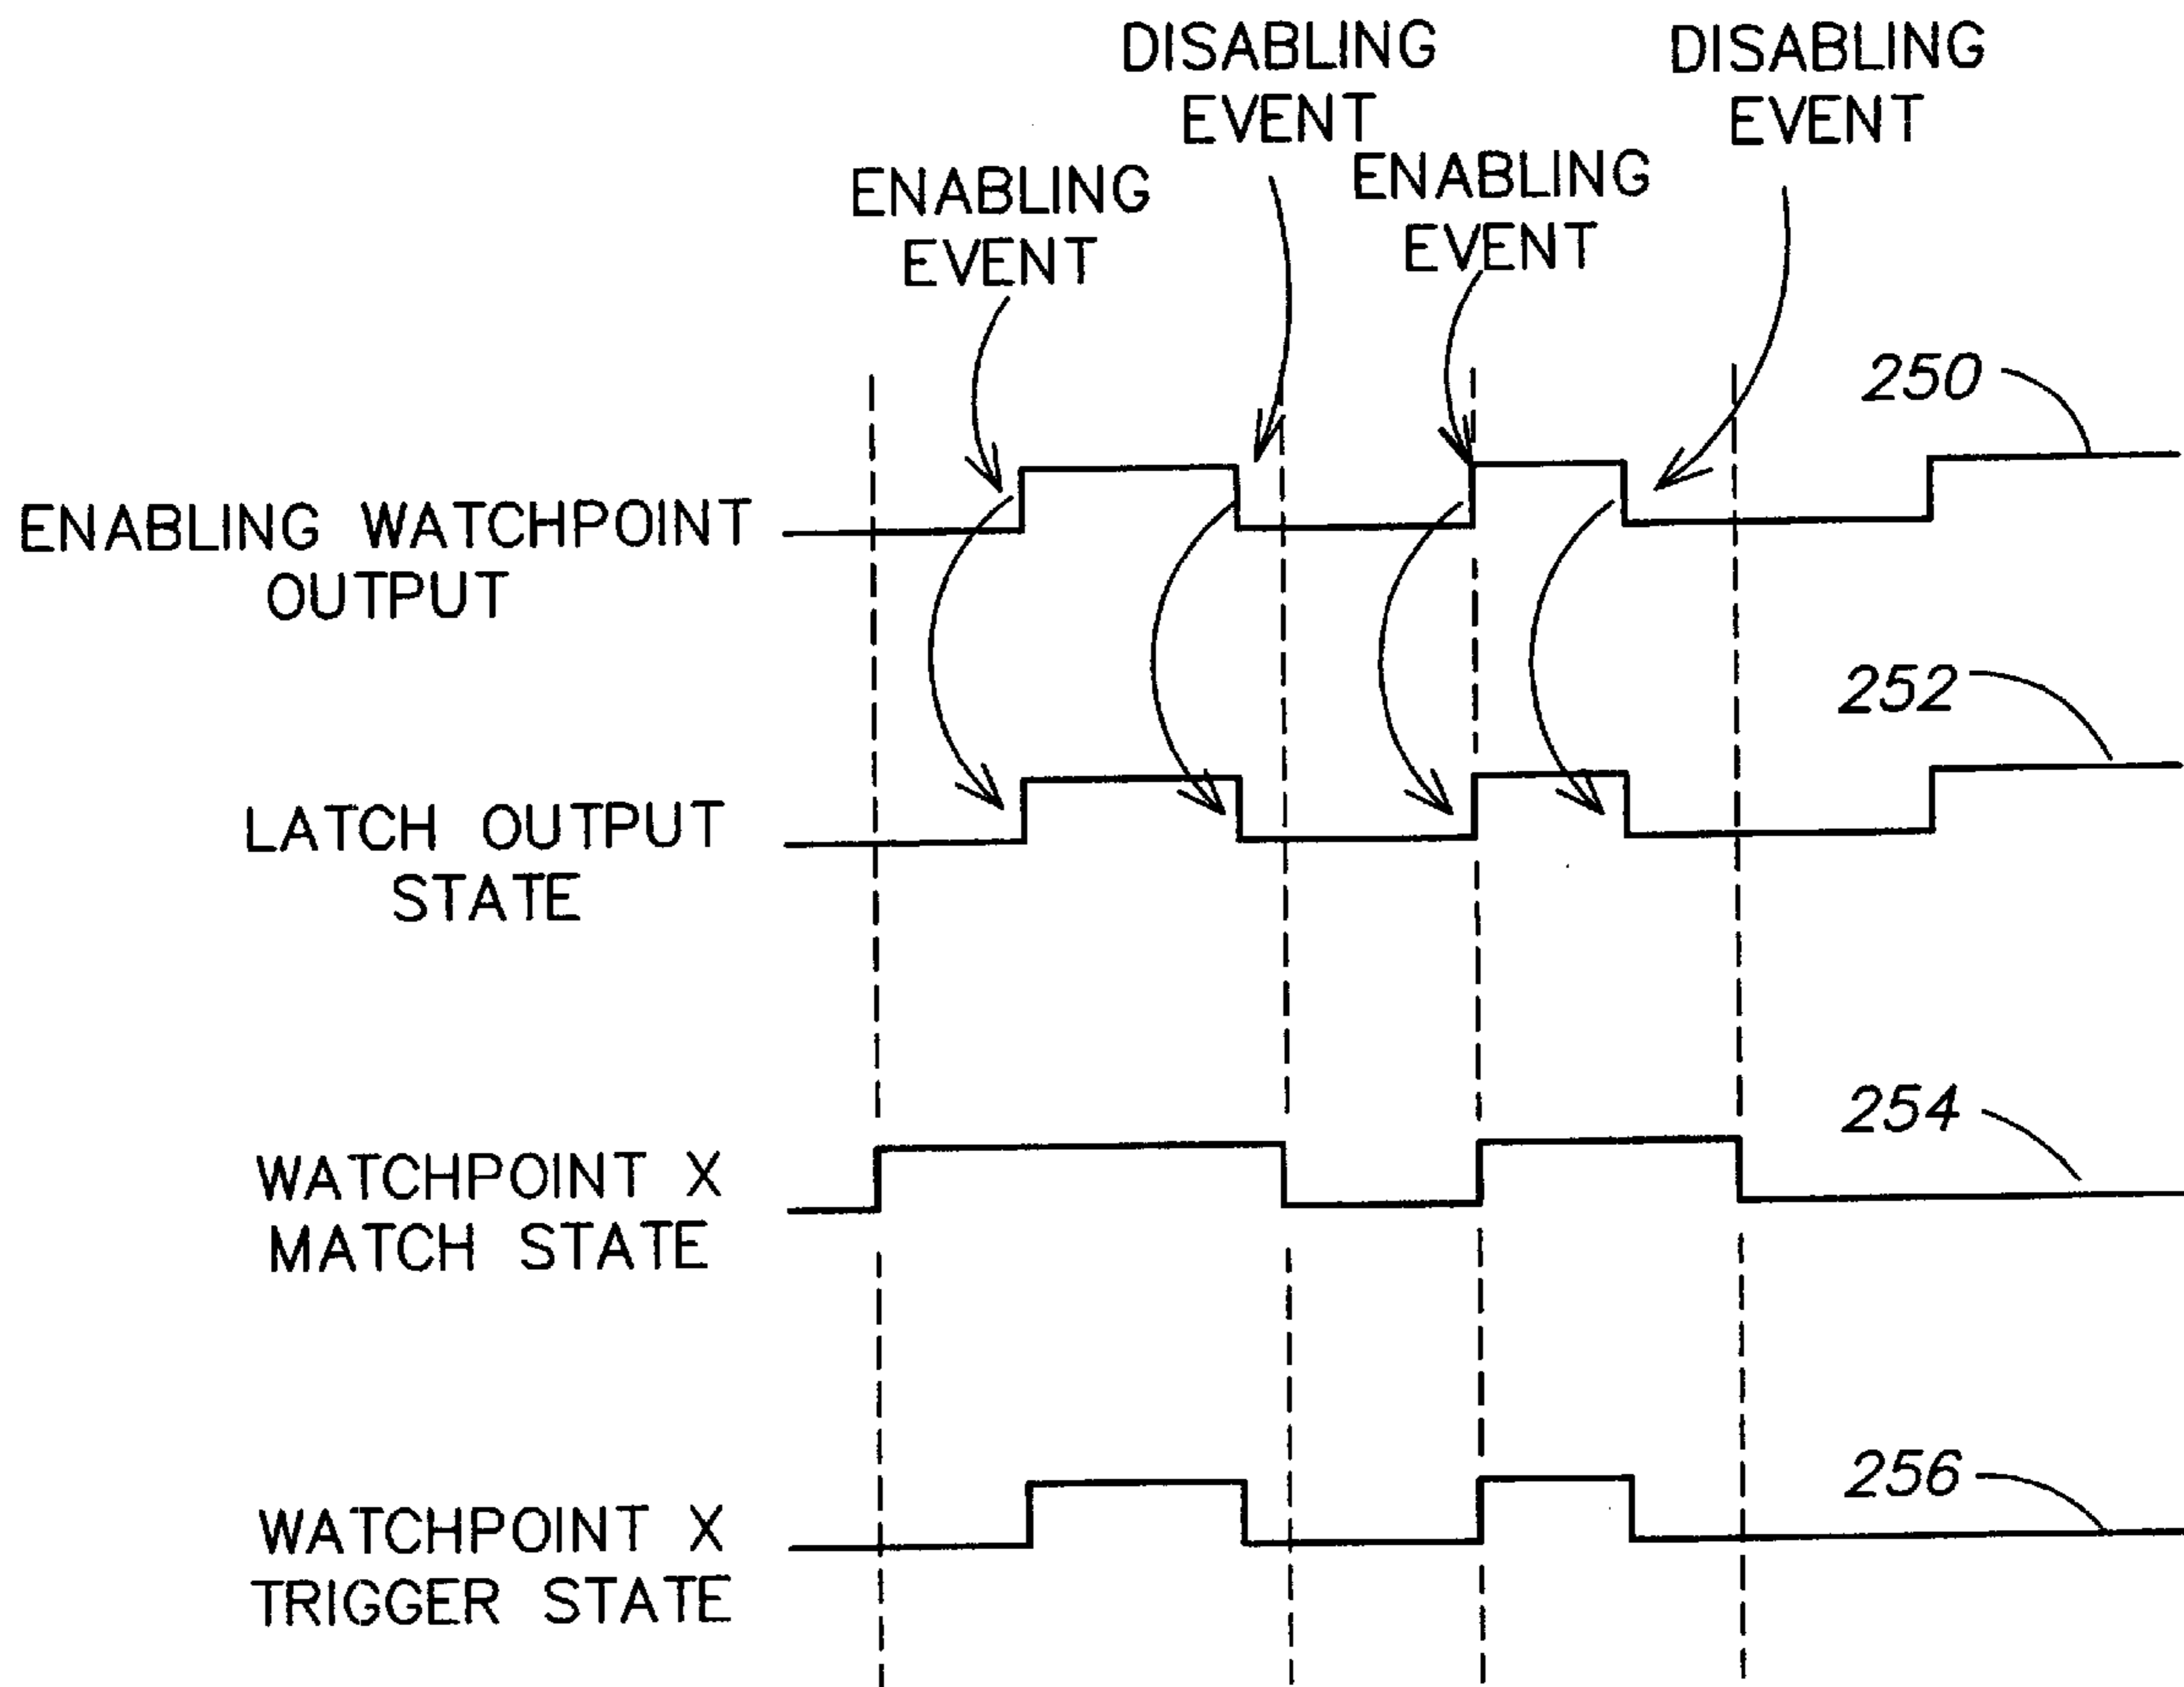 DISABLING
EVENT
DISABLING
EVENT
ENABLING
EVENT
ENABLING
EVENT
250
ENABLING WATCHPOINT
OUTPUT
252
LATCH OUTPUT
STATE
254
WATCHPOINT X
MATCH STATE
256
WATCHPOINT X
TRIGGER STATE